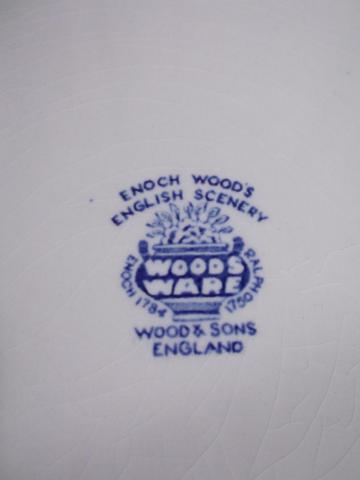 ENOCH WOOD'S
ENGLISH SCENERY
WOODS
WARE
ENOCH 1784
RALPH 1750
WOOD & SONS
ENGLAND